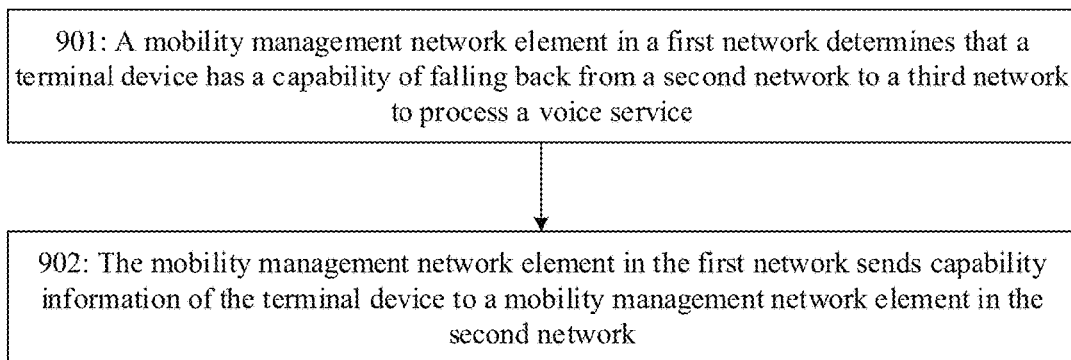 901: A mobility management network element in a first network determines that a
terminal device has a capability of falling back from a second network to a third network
to process a voice service
902: The mobility management network element in the first network sends capability
information of the terminal device to a mobility management network element in the
second network